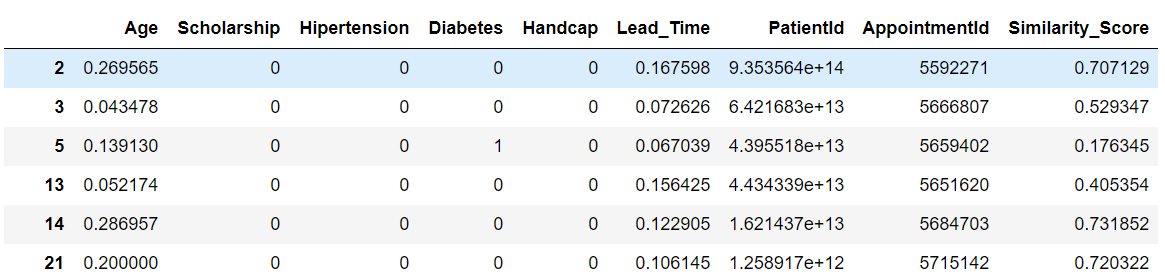 Age Scholarship Hipertension Diabetes Handcap Lead_Time PatientId AppointmentId Similarity_Score
2 0.269565 0 0 0 0 0.167598 9.353564e+14 5592271 0.707129
3 0.043478 0 0 0 0 0.072626 6.421683e+13 5666807 0.529347
5 0.139130 0 0 1 0 0.067039 4.395518e+13 5659402 0.176345
13 0.052174 0 0 0 0 0.156425 4.434339e+13 5651620 0.405354
14 0.286957 0 0 0 0 0.122905 1.621437e+13 5684703 0.731852
21 0.200000 0 0 0 0 0.106145 1.258917e+12 5715142 0.720322